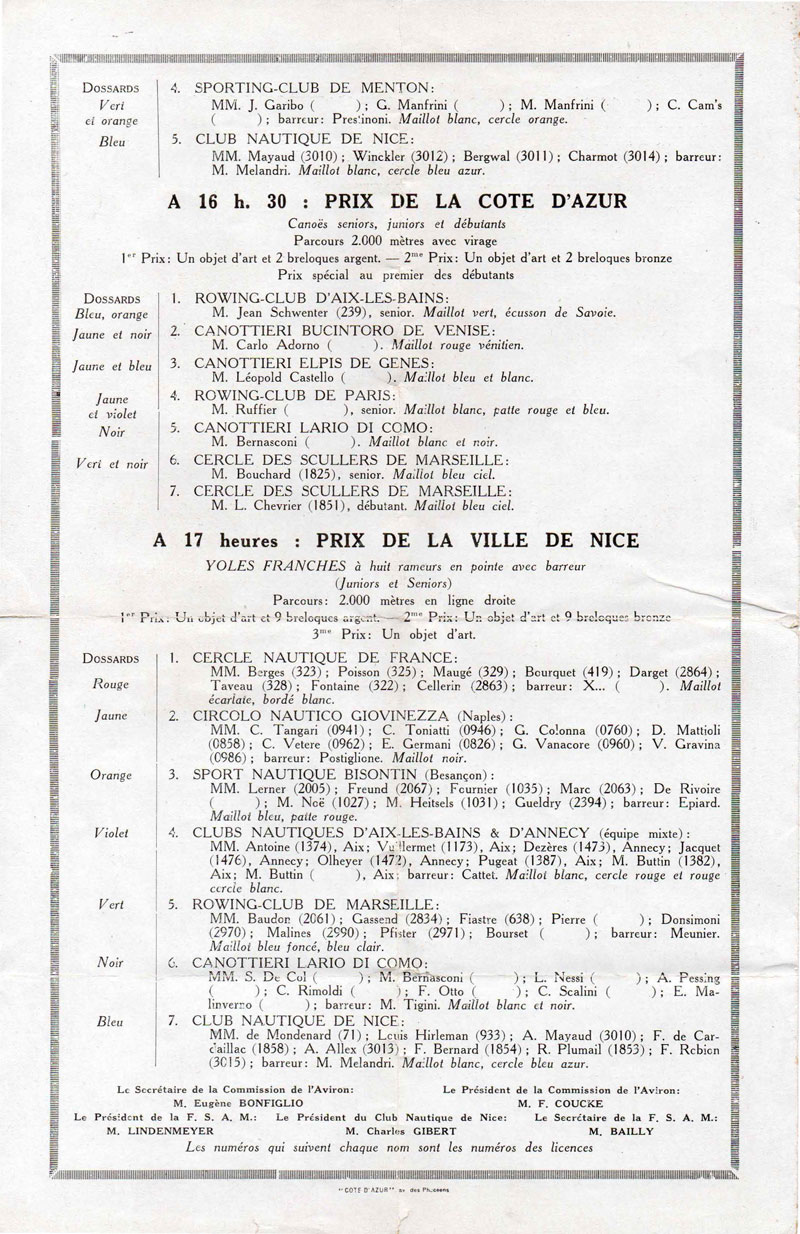 DOSSARDS
Vert
et orange
4. SPORTING-CLUB DE MENTON:
MM. J. Garibo ( ); G. Manfrini ( ); M. Manfrini ( ); C. Cam's
( ); barreur: Prestinoni. Maillot blanc, cercle orange.
Bleu
5. CLUB NAUTIQUE DE NICE:
MM. Mayaud (3010); Winckler (3012); Bergwal (3011); Charmot (3014); barreur:
M. Melandri. Maillot blanc, cercle bleu azur.
A 16 h. 30 : PRIX DE LA COTE D'AZUR
Canoës seniors, juniors et débutants
Parcours 2.000 mètres avec virage
1er Prix: Un objet d'art et 2 breloques argent. — 2me Prix: Un objet d'art et 2 breloques bronze
Prix spécial au premier des débutants
DOSSARDS
Bleu, orange
1. ROWING-CLUB D'AIX-LES-BAINS:
M. Jean Schwenter (239), senior. Maillot vert, écusson de Savoie.
Jaune et noir
2. CANOTTIERI BUCINTORO DE VENISE:
M. Carlo Adorno ( ). Maillot rouge vénitien.
Jaune et bleu
3. CANOTTIERI ELPIS DE GENES:
M. Léopold Castello ( ). Maillot bleu et blanc.
Jaune
et violet
4. ROWING-CLUB DE PARIS:
M. Ruffier ( ), senior. Maillot blanc, patte rouge et bleu.
Noir
5. CANOTTIERI LARIO DI COMO:
M. Bernasconi ( ). Maillot blanc et noir.
Vert et noir
6. CERCLE DES SCULLERS DE MARSEILLE:
M. Bouchard (1825), senior. Maillot bleu ciel.
7. CERCLE DES SCULLERS DE MARSEILLE:
M. L. Chevrier (1851), débutant. Maillot bleu ciel.
A 17 heures : PRIX DE LA VILLE DE NICE
YOLES FRANCHES à huit rameurs en pointe avec barreur
(Juniors et Seniors)
Parcours: 2.000 mètres en ligne droite
1er Prix: Un objet d'art et 9 breloques argent. — 2me Prix: Un objet d'art et 9 breloques bronze
3me Prix: Un objet d'art.
DOSSARDS
Rouge
1. CERCLE NAUTIQUE DE FRANCE:
MM. Berges (323); Poisson (325); Maugé (329); Bourquet (419); Darget (2864);
Taveau (328); Fontaine (322); Cellerin (2863); barreur: X... ( ). Maillot
écarlate, bordé blanc.
Jaune
2. CIRCOLO NAUTICO GIOVINEZZA (Naples):
MM. C. Tangari (0941); C. Toniatti (0946); G. Colonna (0760); D. Mattioli
(0858); C. Vetere (0962); E. Germani (0826); G. Vanacore (0960); V. Gravina
(0986); barreur: Postiglione. Maillot noir.
Orange
3. SPORT NAUTIQUE BISONTIN (Besançon):
MM. Lerner (2005); Freund (2067); Fournier (1035); Marc (2063); De Rivoire
( ); M. Noë (1027); M. Heitsels (1031); Gueldry (2394); barreur: Epiard.
Maillot bleu, patte rouge.
Violet
4. CLUBS NAUTIQUES D'AIX-LES-BAINS & D'ANNECY (équipe mixte):
MM. Antoine (1374), Aix; Vuillermet (1173), Aix; Dezères (1473), Annecy; Jacquet
(1476), Annecy; Olheyer (1472), Annecy; Pugeat (1387), Aix; M. Buttin (1382),
Aix; M. Buttin ( ), Aix; barreur: Cattet. Maillot blanc, cercle rouge et rouge
cercle blanc.
Vert
5. ROWING-CLUB DE MARSEILLE:
MM. Baudon (2061); Gassend (2834); Fiastre (638); Pierre ( ); Donsimoni
(2970); Malines (2990); Pfister (2971); Bourset ( ); barreur: Meunier.
Maillot bleu foncé, bleu clair.
Noir
6. CANOTTIERI LARIO DI COMO:
MM. S. De Col ( ); M. Bernasconi ( ); L. Nessi ( ); A. Pessing
( ); C. Rimoldi ( ); F. Otto ( ); C. Scalini ( ); E. Ma-
linverno ( ); barreur: M. Tigini. Maillot blanc et noir.
Bleu
7. CLUB NAUTIQUE DE NICE:
MM. de Mondenard (71); Louis Hirleman (933); A. Mayaud (3010); F. de Car-
daillac (1858); A. Allex (3013); F. Bernard (1854); R. Plumail (1853); F. Rebion
(3015); barreur: M. Melandri. Maillot blanc, cercle bleu azur.
Le Secrétaire de la Commission de l'Aviron: Le Président de la Commission de l'Aviron:
M. Eugène BONFIGLIO M. F. COUCKE
Le Président de la F. S. A. M.: Le Président du Club Nautique de Nice: Le Secrétaire de la F. S. A. M.:
M. LINDENMEYER M. Charles GIBERT M. BAILLY
Les numéros qui suivent chaque nom sont les numéros des licences
"COTE D'AZUR" av des Phoceens